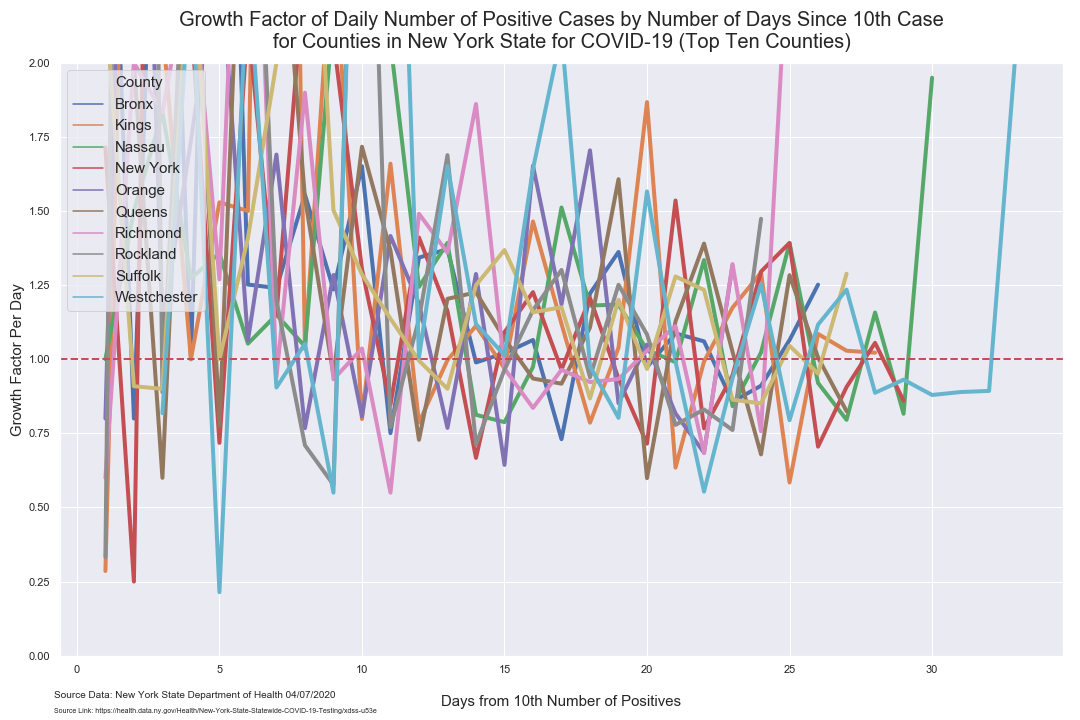 Growth Factor of Daily Number of Positive Cases by Number of Days Since 10th Case
for Counties in New York State for COVID-19 (Top Ten Counties)
2.00
1.75
1.50
1.25
1.00
0.75
0.50
0.25
0.00
Growth Factor Per Day
County
Bronx
Kings
Nassau
New York
Orange
Queens
Richmond
Rockland
Suffolk
Westchester
0 5 10 15 20 25 30
Days from 10th Number of Positives
Source Data: New York State Department of Health 04/07/2020
Source Link: https://health.data.ny.gov/Health/New-York-State-Statewide-COVID-19-Testing/xdss-u53e